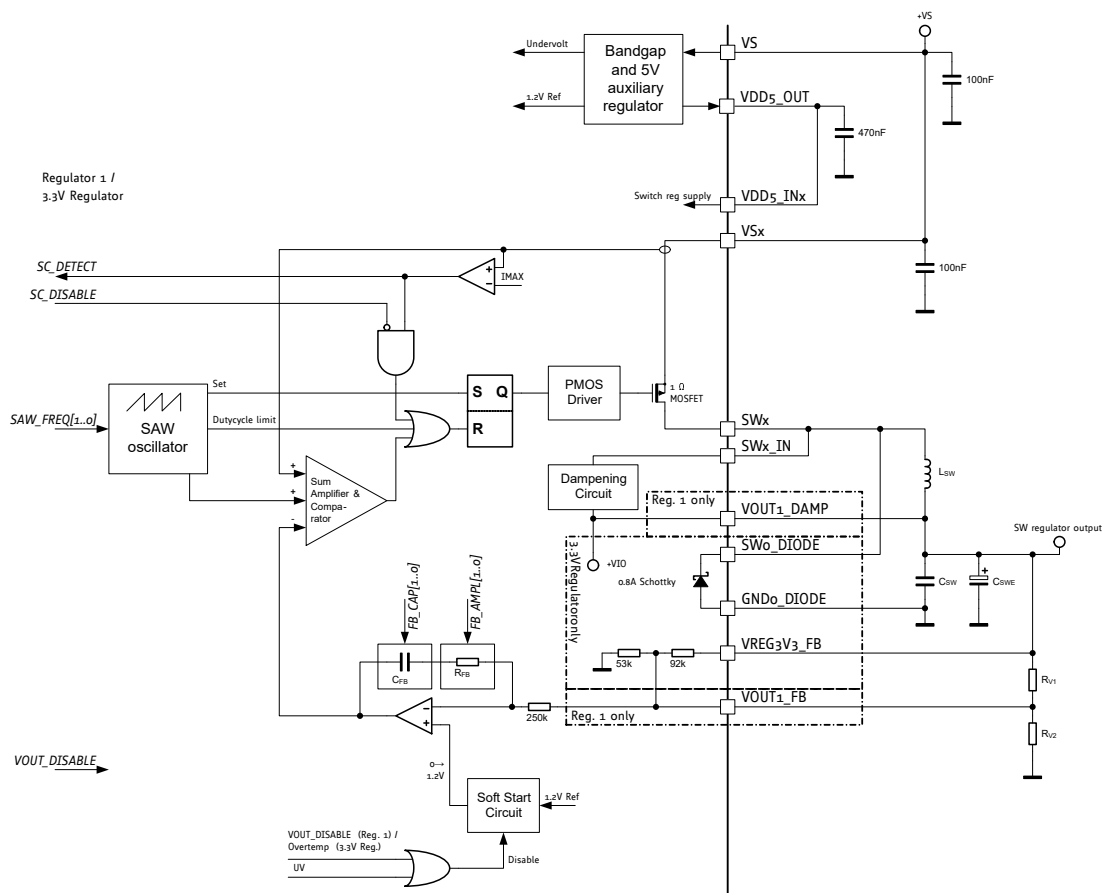 +VS
Undervolt
Bandgap
and 5V
auxiliary
regulator
VS
100nF
1.2V Ref
VDD5_OUT
470nF
Regulator 1 /
3.3V Regulator
Switch reg supply
VDD5_INx
VSx
SC_DETECT
+
−
IMAX
100nF
SC_DISABLE
Set
S Q
R
PMOS
Driver
1 Ω
MOSFET
SAW_FREQ[1..0]
SAW
oscillator
Dutycycle limit
SWx
SWx_IN
+
+
-
Sum
Amplifier &
Compa-
rator
Dampening
Circuit
LSW
Reg. 1 only
VOUT1_DAMP
SW regulator output
3.3V Regulator only
SW0_DIODE
+VIO
0.8A Schottky
CSW
+
CSWE
GND0_DIODE
FB_CAP[1..0]
FB_AMPL[1..0]
VREG3V3_FB
53k
92k
CFB
RFB
RV1
−
+
250k
Reg. 1 only
VOUT1_FB
RV2
VOUT_DISABLE
0→
1.2V
Soft Start
Circuit
1.2V Ref
VOUT_DISABLE (Reg. 1) /
Overtemp (3.3V Reg.)
UV
Disable